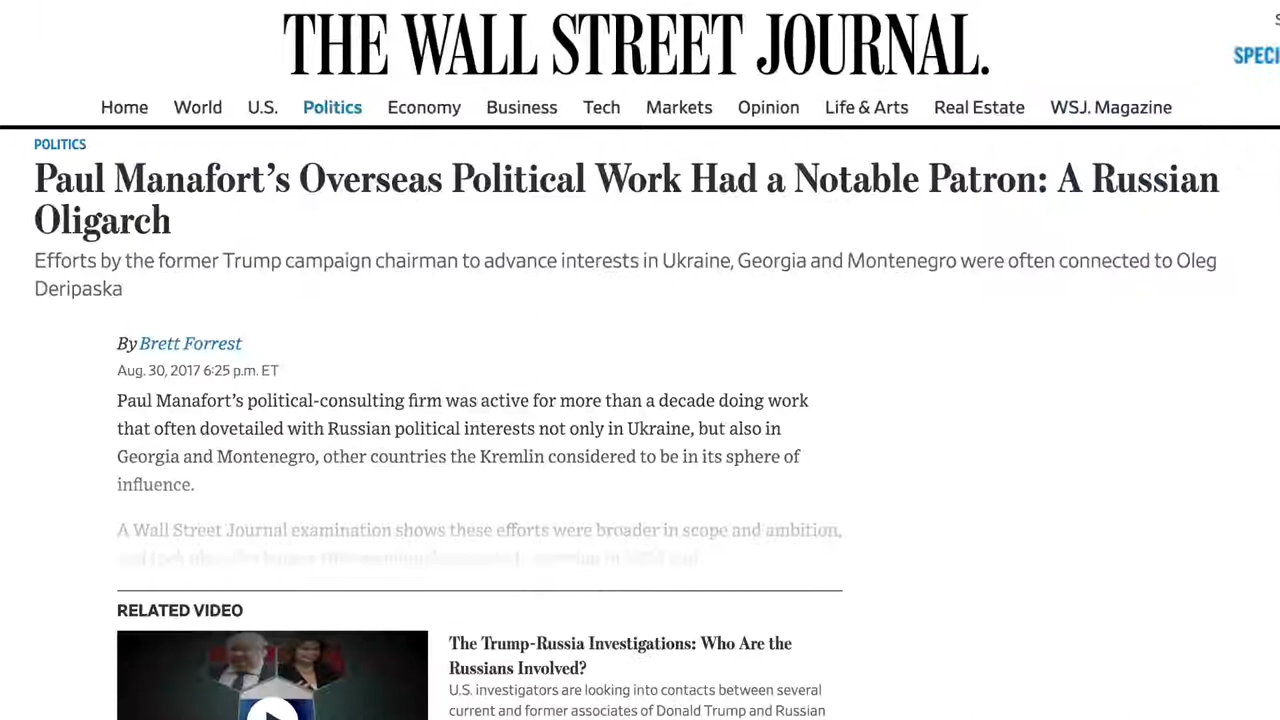 THE WALL STREET JOURNAL.
SPECI
Home World U.S. Politics Economy Business Tech Markets Opinion Life & Arts Real Estate WSJ. Magazine
POLITICS
Paul Manafort’s Overseas Political Work Had a Notable Patron: A Russian
Oligarch
Efforts by the former Trump campaign chairman to advance interests in Ukraine, Georgia and Montenegro were often connected to Oleg
Deripaska
By Brett Forrest
Aug. 30, 2017 6:25 p.m. ET
Paul Manafort’s political-consulting firm was active for more than a decade doing work
that often dovetailed with Russian political interests not only in Ukraine, but also in
Georgia and Montenegro, other countries the Kremlin considered to be in its sphere of
influence.
A Wall Street Journal examination shows these efforts were broader in scope and ambition,
RELATED VIDEO
The Trump-Russia Investigations: Who Are the
Russians Involved?
U.S. investigators are looking into contacts between several
current and former associates of Donald Trump and Russian